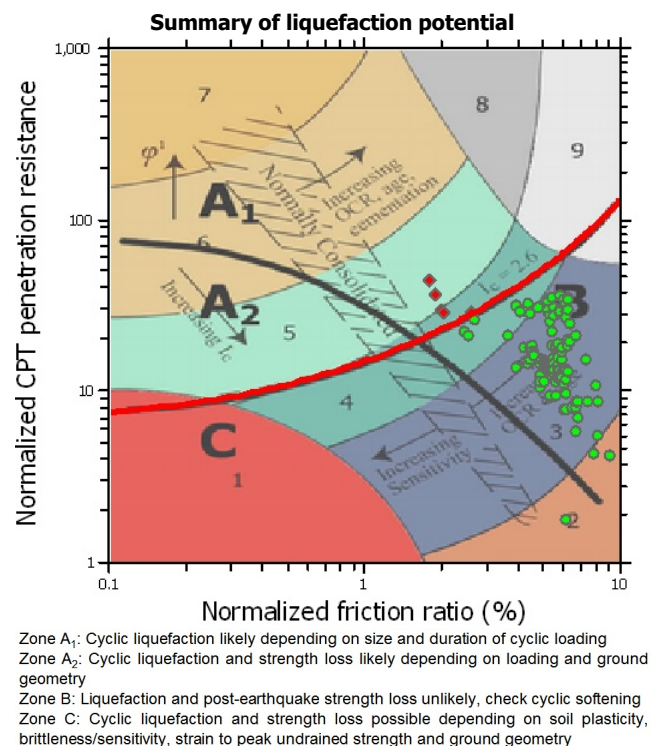 Summary of liquefaction potential
1,000
100
10
1
0.1
1
10
Normalized CPT penetration resistance
Normalized friction ratio (%)
7
8
9
φ'
Normally Consolidated
Increasing
OCR, age,
cementation
A1
6
A2
Increasing Ic
5
Ic = 2.6
B
4
C
1
Increasing
Sensitivity
3
2
Zone A1: Cyclic liquefaction likely depending on size and duration of cyclic loading
Zone A2: Cyclic liquefaction and strength loss likely depending on loading and ground
geometry
Zone B: Liquefaction and post-earthquake strength loss unlikely, check cyclic softening
Zone C: Cyclic liquefaction and strength loss possible depending on soil plasticity,
brittleness/sensitivity, strain to peak undrained strength and ground geometry